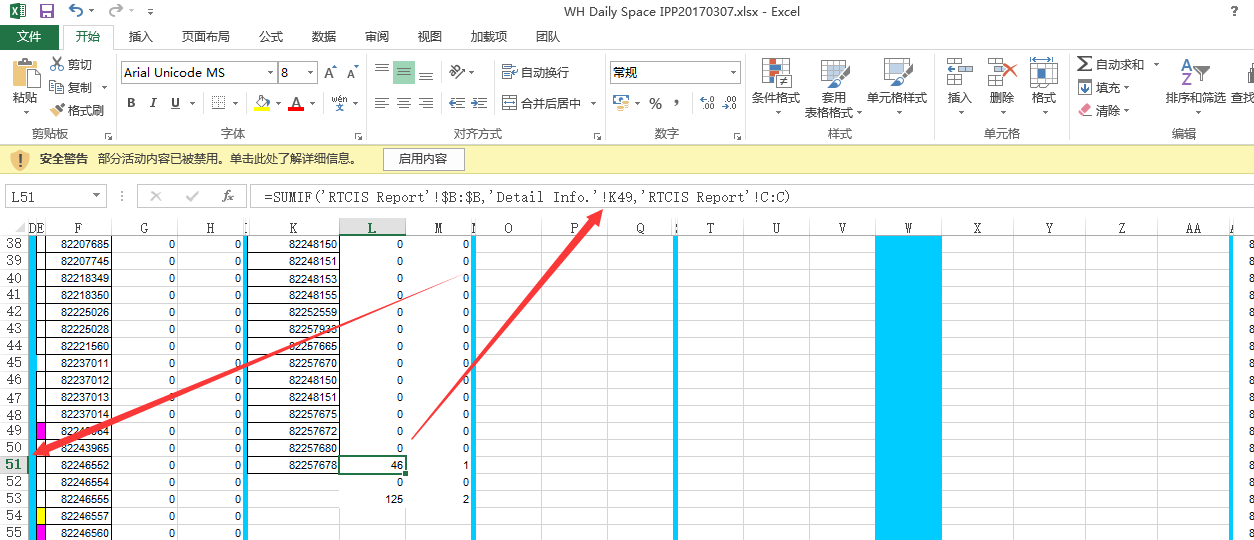 WH Daily Space IPP20170307.xlsx - Excel ?
文件 开始 插入 页面布局 公式 数据 审阅 视图 加载项 团队
粘贴 剪切 复制 格式刷 剪贴板
Arial Unicode MS 8 A A
B I U A wén 字体
自动换行 合并后居中 对齐方式
常规 % , 数字
条件格式 套用表格格式 单元格样式 样式
插入 删除 格式 单元格
自动求和 填充 清除 排序和筛选 查找 编辑
安全警告 部分活动内容已被禁用。单击此处了解详细信息。 启用内容
L51 fx =SUMIF('RTCIS Report'!$B:$B,'Detail Info.'!K49,'RTCIS Report'!C:C)
D E F G H K L M O P Q T U V W X Y Z AA
38 82207685 0 0 82248150 0 0
39 82207745 0 0 82248151 0 0
40 82218349 0 0 82248153 0 0
41 82218350 0 0 82248155 0 0
42 82225026 0 0 82252559 0 0
43 82225028 0 0 0 0
44 82221560 0 0 82257665 0 0
45 82237011 0 0 82257670 0 0
46 82237012 0 0 82248150 0 0
47 82237013 0 0 82248151 0 0
48 82237014 0 0 82257675 0 0
49 0 0 82257672 0 0
50 82243965 0 0 82257680 0 0
51 82246552 0 0 82257678 46 1
52 82246554 0 0 0 0
53 82246555 0 0 125 2
54 82246557 0 0
55 82246560 0 0